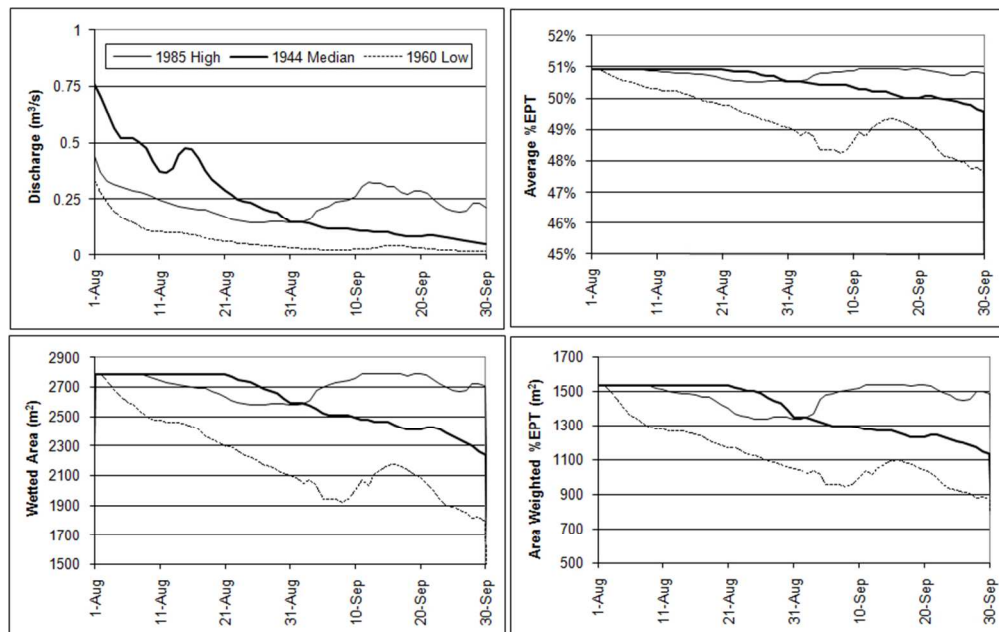 1985 High 1944 Median 1960 Low
Discharge (m³/s)
1
0.75
0.5
0.25
0
1-Aug
11-Aug
21-Aug
31-Aug
10-Sep
20-Sep
30-Sep
Average %EPT
52%
51%
50%
49%
48%
47%
46%
45%
1-Aug
11-Aug
21-Aug
31-Aug
10-Sep
20-Sep
30-Sep
Wetted Area (m²)
2900
2700
2500
2300
2100
1900
1700
1500
1-Aug
11-Aug
21-Aug
31-Aug
10-Sep
20-Sep
30-Sep
Area Weighted %EPT (m²)
1700
1500
1300
1100
900
700
500
1-Aug
11-Aug
21-Aug
31-Aug
10-Sep
20-Sep
30-Sep